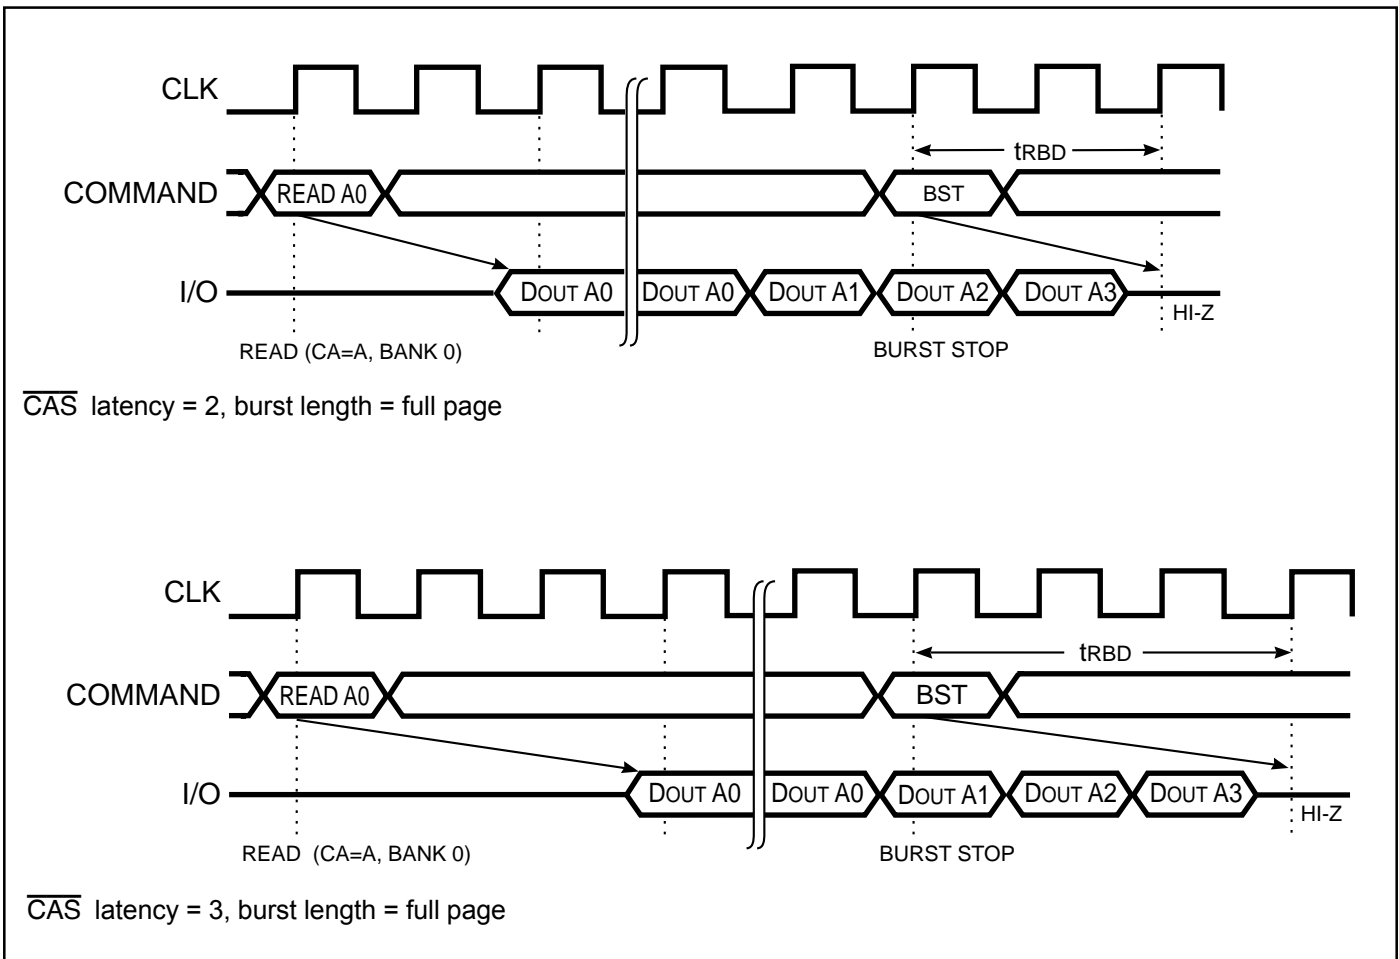 CLK
tRBD
COMMAND READ A0 BST
I/O DOUT A0 DOUT A0 DOUT A1 DOUT A2 DOUT A3
HI-Z
READ (CA=A, BANK 0) BURST STOP
CAS latency = 2, burst length = full page
CLK
tRBD
COMMAND READ A0 BST
I/O DOUT A0 DOUT A0 DOUT A1 DOUT A2 DOUT A3
HI-Z
READ (CA=A, BANK 0) BURST STOP
CAS latency = 3, burst length = full page